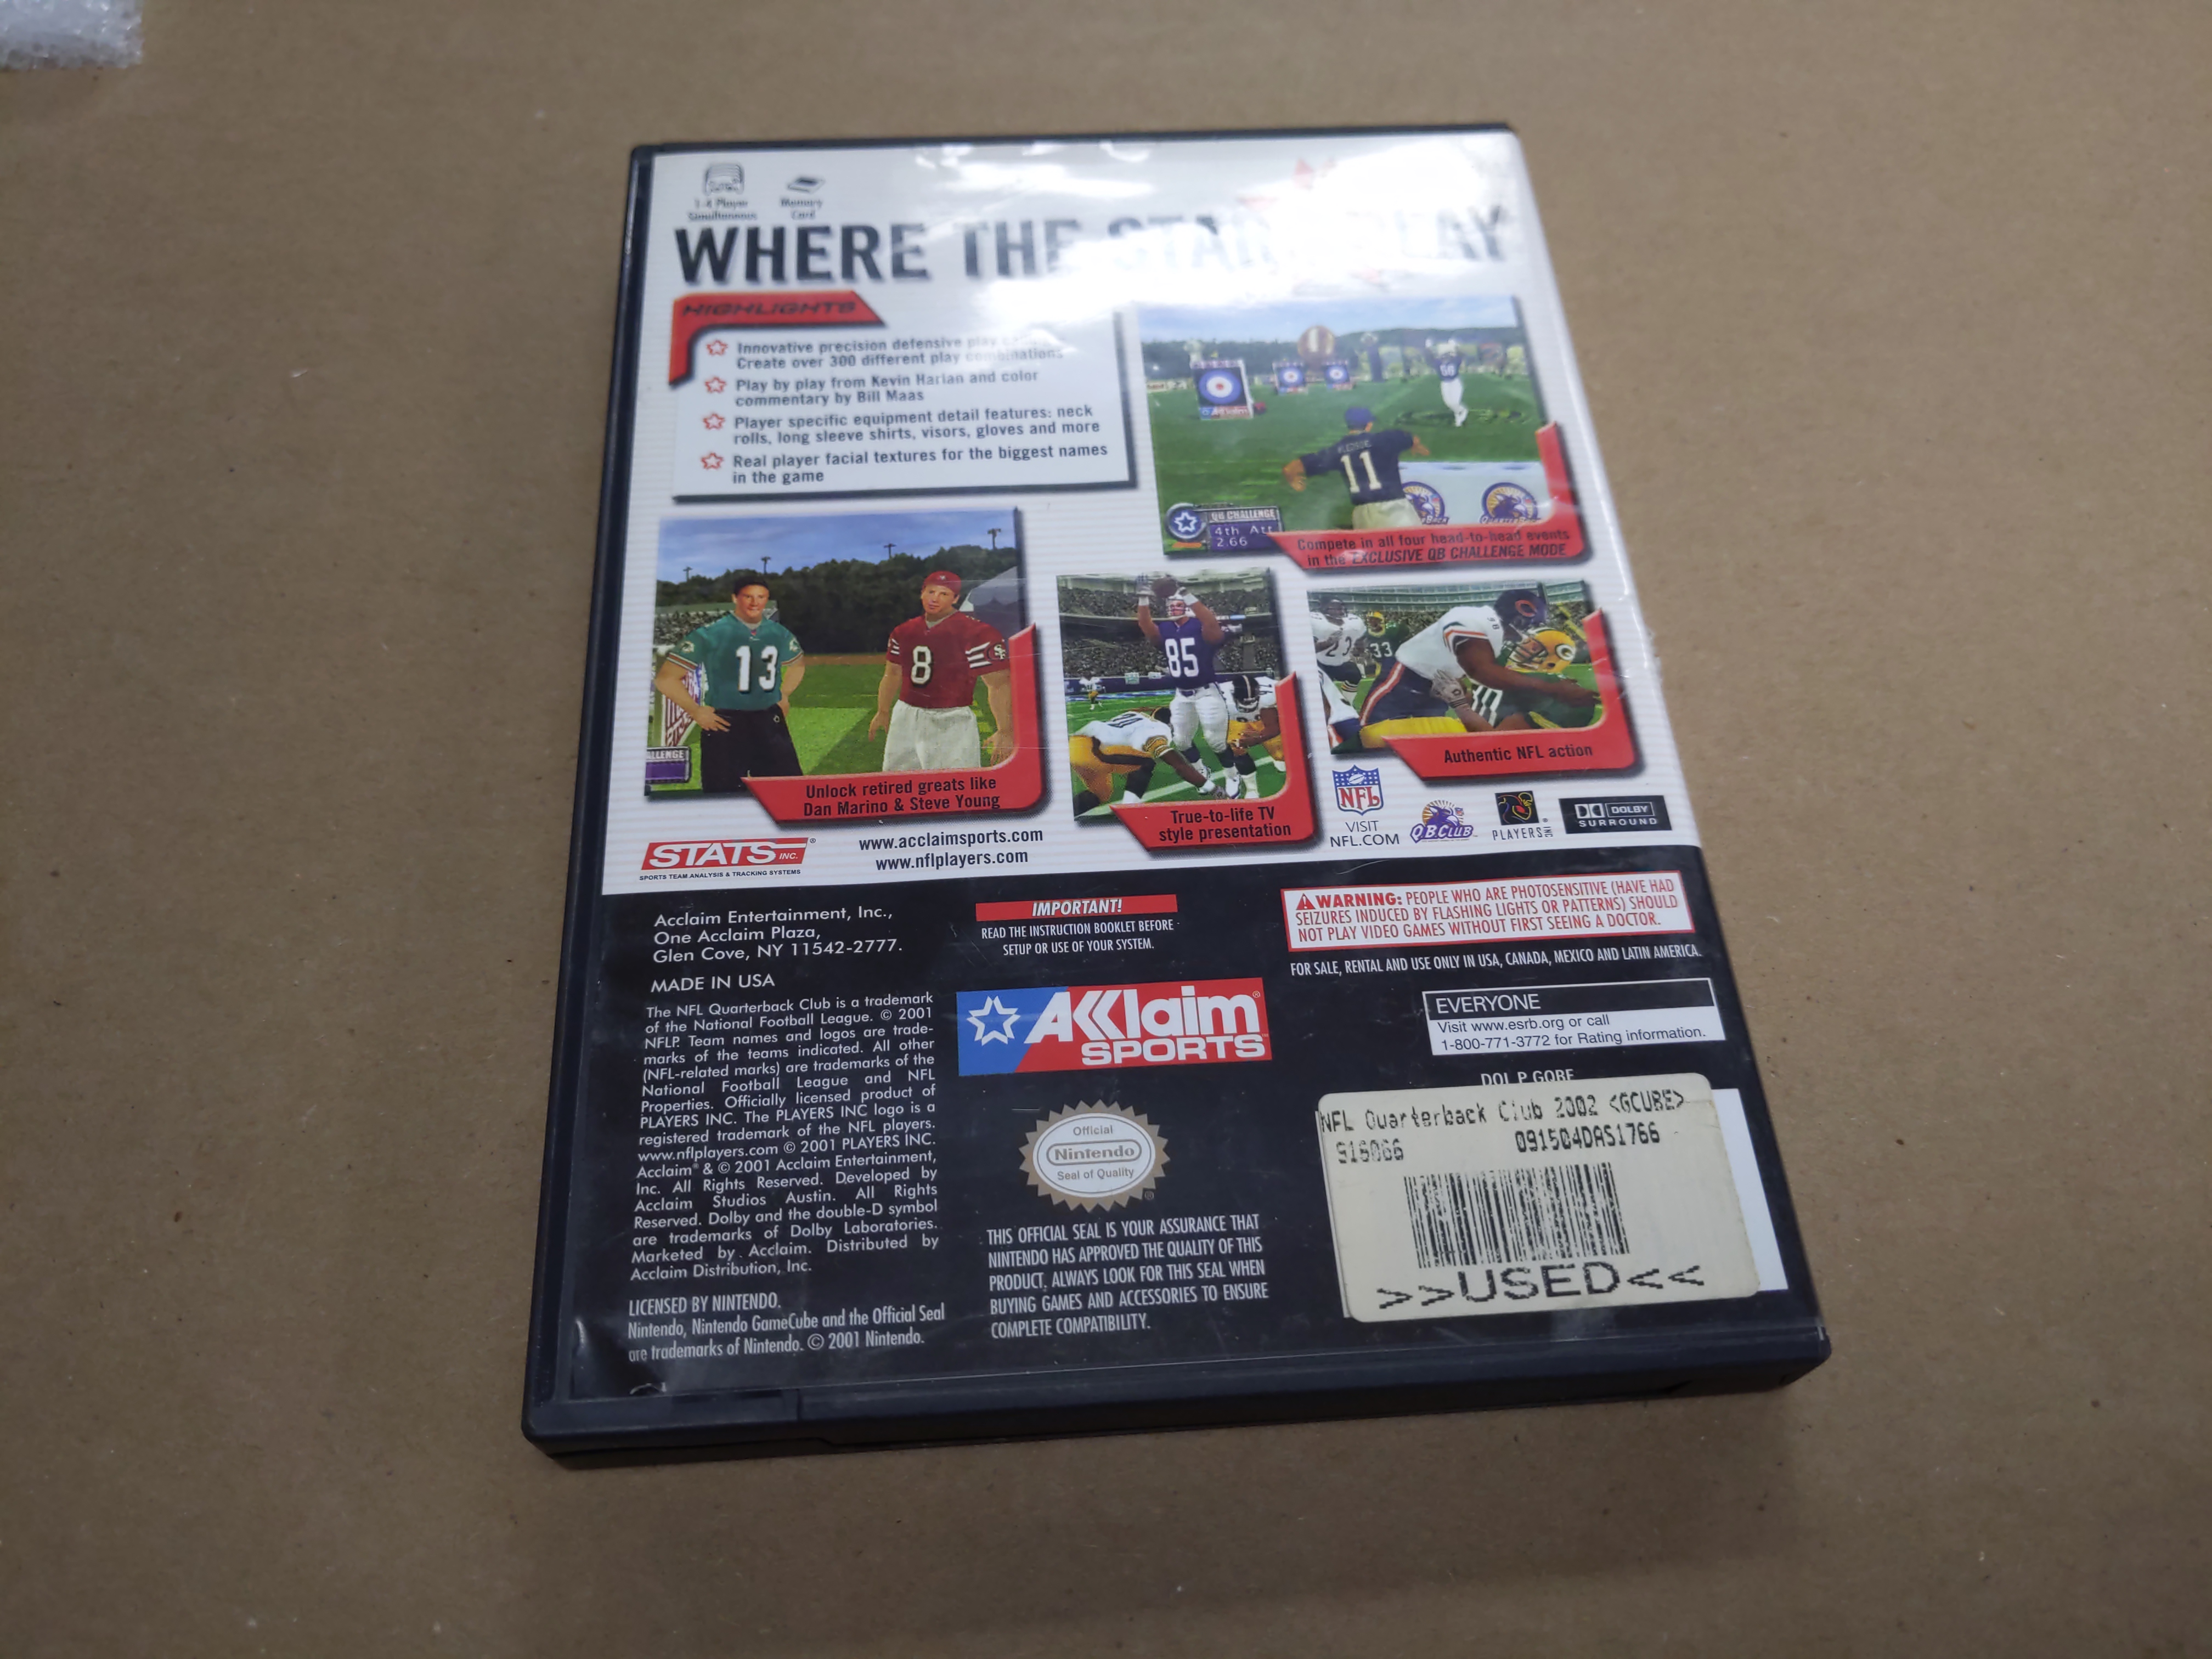 1-4 Player
Simultaneous
Memory
Card
WHERE THE STARS PLAY
HIGHLIGHTS
Innovative precision defensive play
Create over 300 different play combinations
Play by play from Kevin Harlan and color
commentary by Bill Maas
Player specific equipment detail features: neck
rolls, long sleeve shirts, visors, gloves and more
Real player facial textures for the biggest names
in the game
AKklaim
50
11
QB CHALLENGE
4th Att
2.66
Compete in all four head-to-head events
in the EXCLUSIVE QB CHALLENGE MODE
13
8
ALLENGE
Unlock retired greats like
Dan Marino & Steve Young
85
True-to-life TV
style presentation
23
33
Authentic NFL action
STATS INC.®
SPORTS TEAM ANALYSIS & TRACKING SYSTEMS
www.acclaimsports.com
www.nflplayers.com
NFL
VISIT
NFL.COM
QB CLUB
PLAYERS INC
DOLBY
SURROUND
Acclaim Entertainment, Inc.,
One Acclaim Plaza,
Glen Cove, NY 11542-2777.
MADE IN USA
The NFL Quarterback Club is a trademark
of the National Football League. © 2001
NFLP. Team names and logos are trade-
marks of the teams indicated. All other
(NFL-related marks) are trademarks of the
National Football League and NFL
Properties. Officially licensed product of
PLAYERS INC. The PLAYERS INC logo is a
registered trademark of the NFL players.
www.nflplayers.com © 2001 PLAYERS INC.
Acclaim® & © 2001 Acclaim Entertainment,
Inc. All Rights Reserved. Developed by
Acclaim Studios Austin. All Rights
Reserved. Dolby and the double-D symbol
are trademarks of Dolby Laboratories.
Marketed by Acclaim. Distributed by
Acclaim Distribution, Inc.
LICENSED BY NINTENDO.
Nintendo, Nintendo GameCube and the Official Seal
are trademarks of Nintendo. © 2001 Nintendo.
IMPORTANT!
READ THE INSTRUCTION BOOKLET BEFORE
SETUP OR USE OF YOUR SYSTEM.
AKklaim®
SPORTS™
Official
Nintendo
Seal of Quality
®
THIS OFFICIAL SEAL IS YOUR ASSURANCE THAT
NINTENDO HAS APPROVED THE QUALITY OF THIS
PRODUCT. ALWAYS LOOK FOR THIS SEAL WHEN
BUYING GAMES AND ACCESSORIES TO ENSURE
COMPLETE COMPATIBILITY.
WARNING: PEOPLE WHO ARE PHOTOSENSITIVE (HAVE HAD
SEIZURES INDUCED BY FLASHING LIGHTS OR PATTERNS) SHOULD
NOT PLAY VIDEO GAMES WITHOUT FIRST SEEING A DOCTOR.
FOR SALE, RENTAL AND USE ONLY IN USA, CANADA, MEXICO AND LATIN AMERICA.
EVERYONE
Visit www.esrb.org or call
1-800-771-3772 for Rating information.
NFL Quarterback Club 2002 <GCUBE>
916066 091504DAS1766
>>USED<<